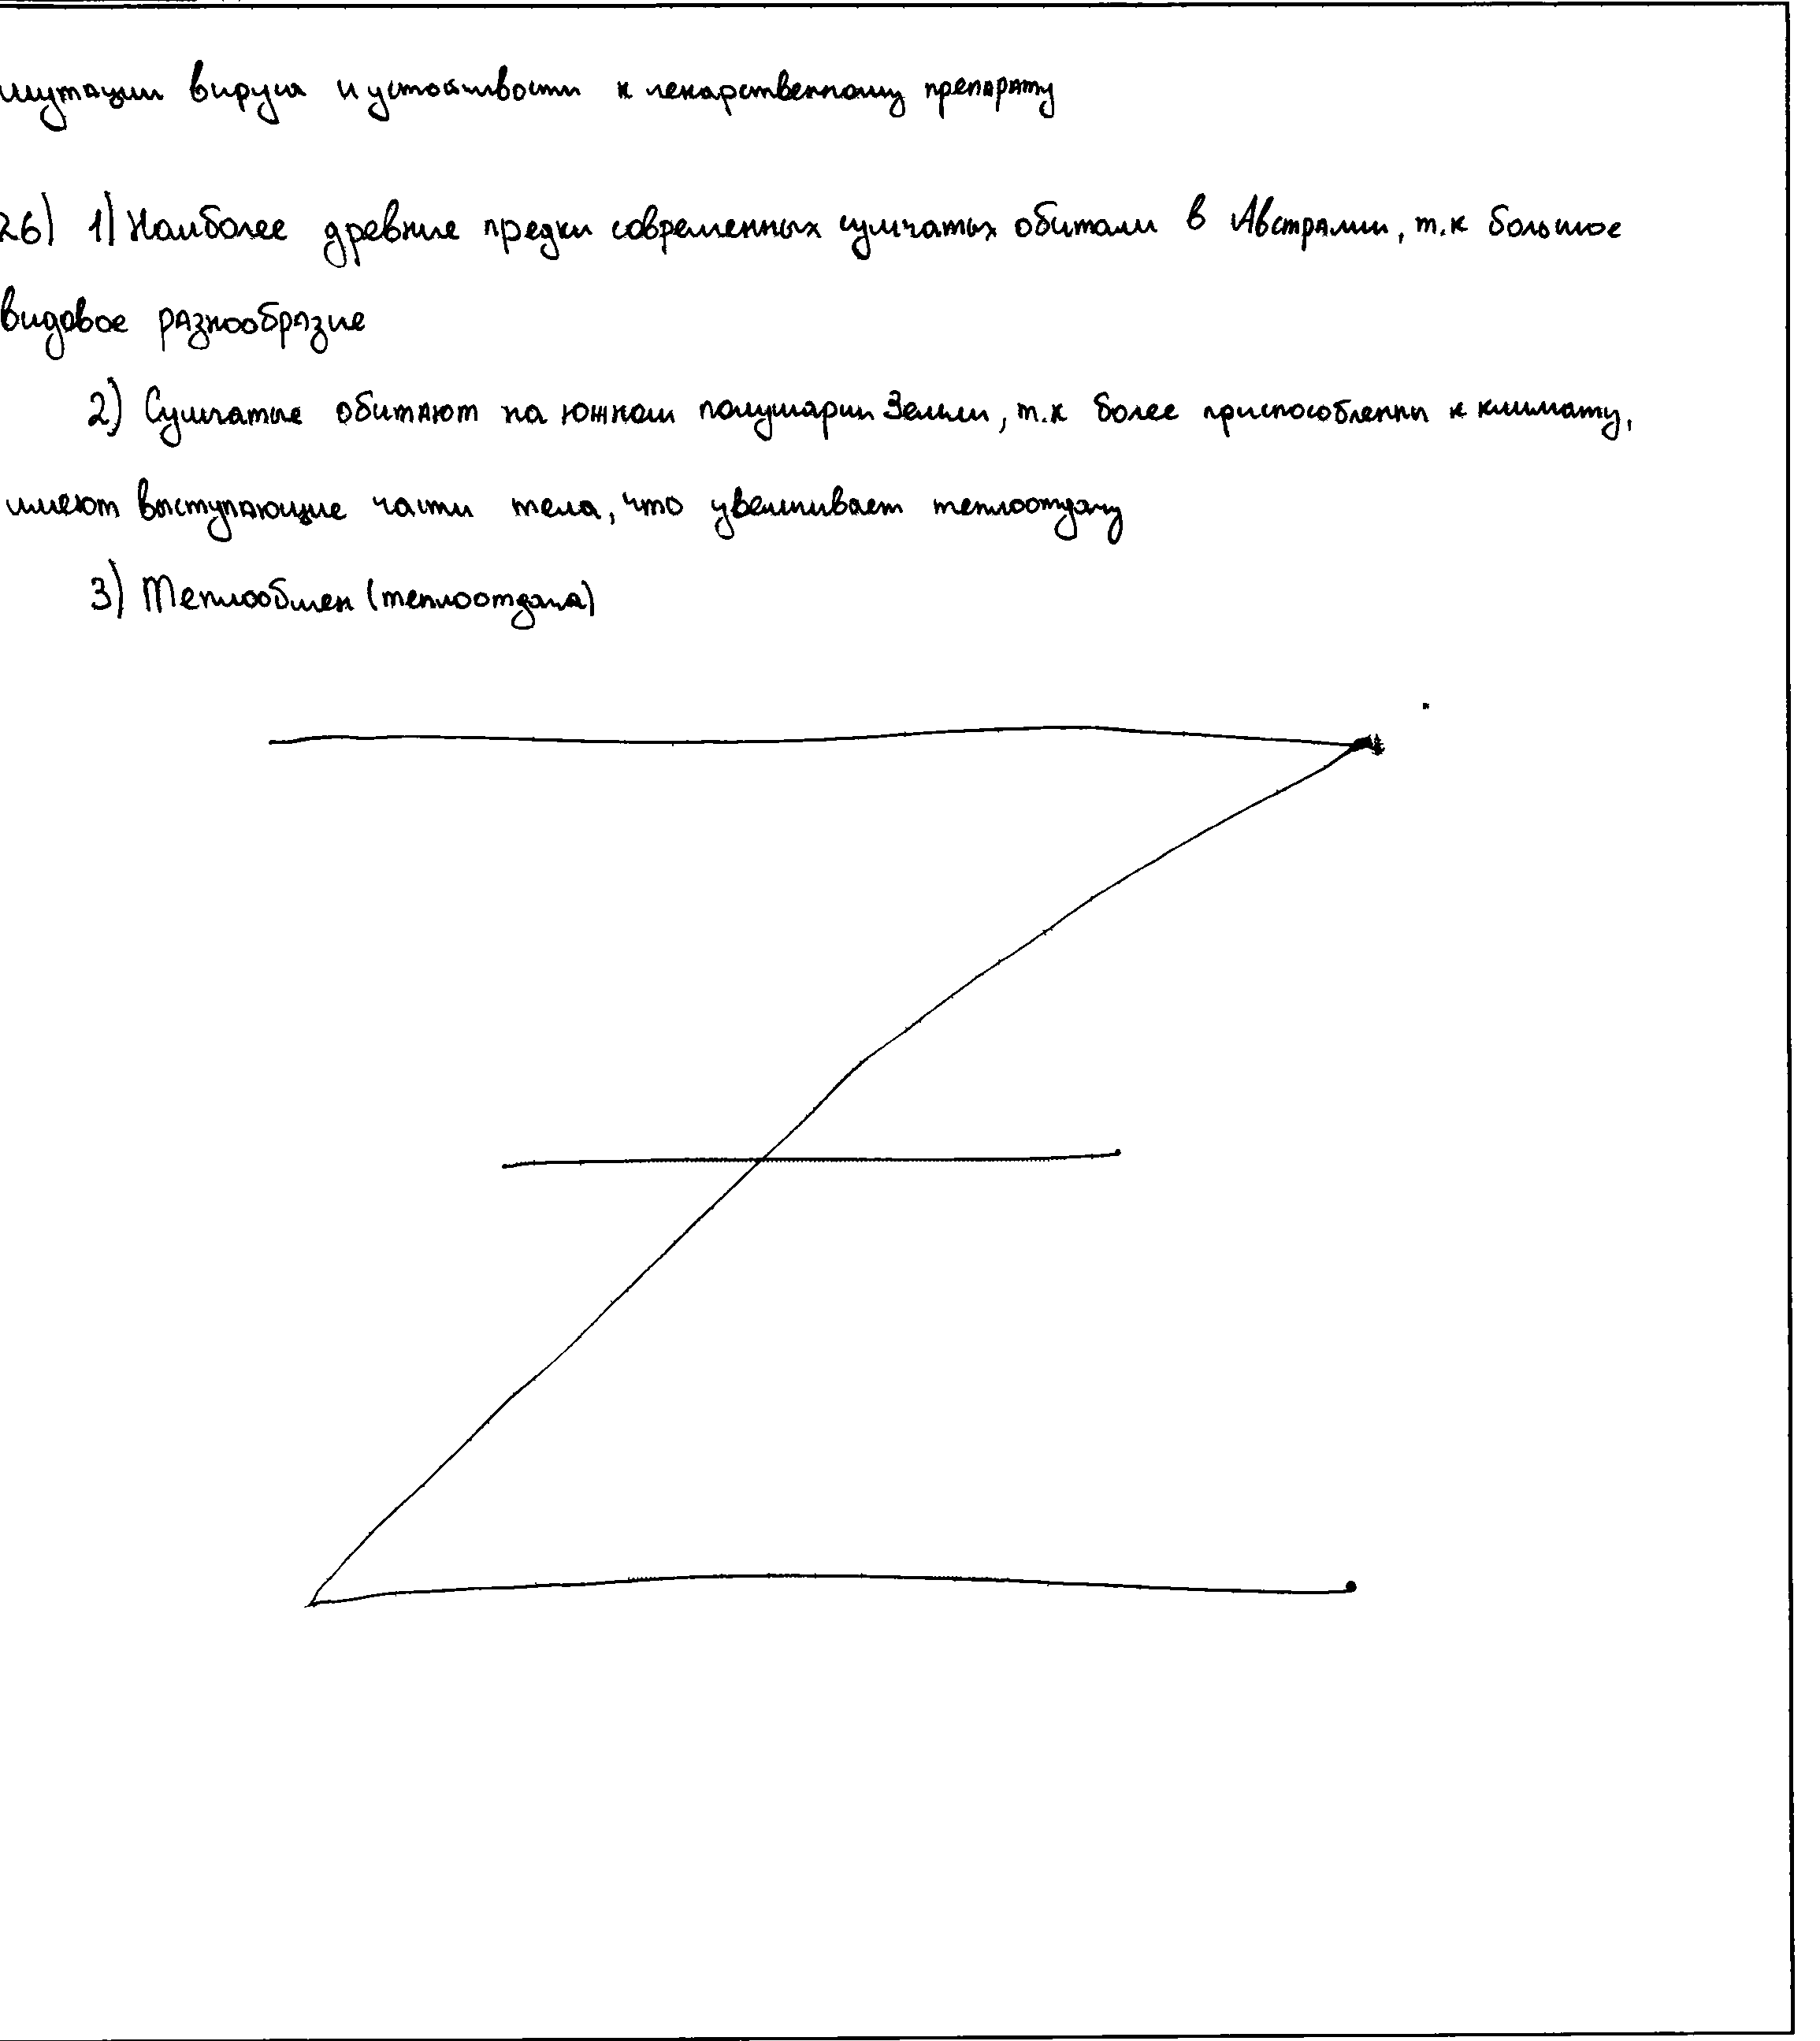 мутации вируса и устойчивости к лекарственному препарату
26) 1) Наиболее древние предки современных сумчатых обитали в Австралии, т.к большое
видовое разнообразие
2) Сумчатые обитают на южном полушарии Земли, т.к более приспособлены к климату,
имеют выступающие части тела, что увеличивает теплоотдачу
3) Теплообмен (теплоотдача)